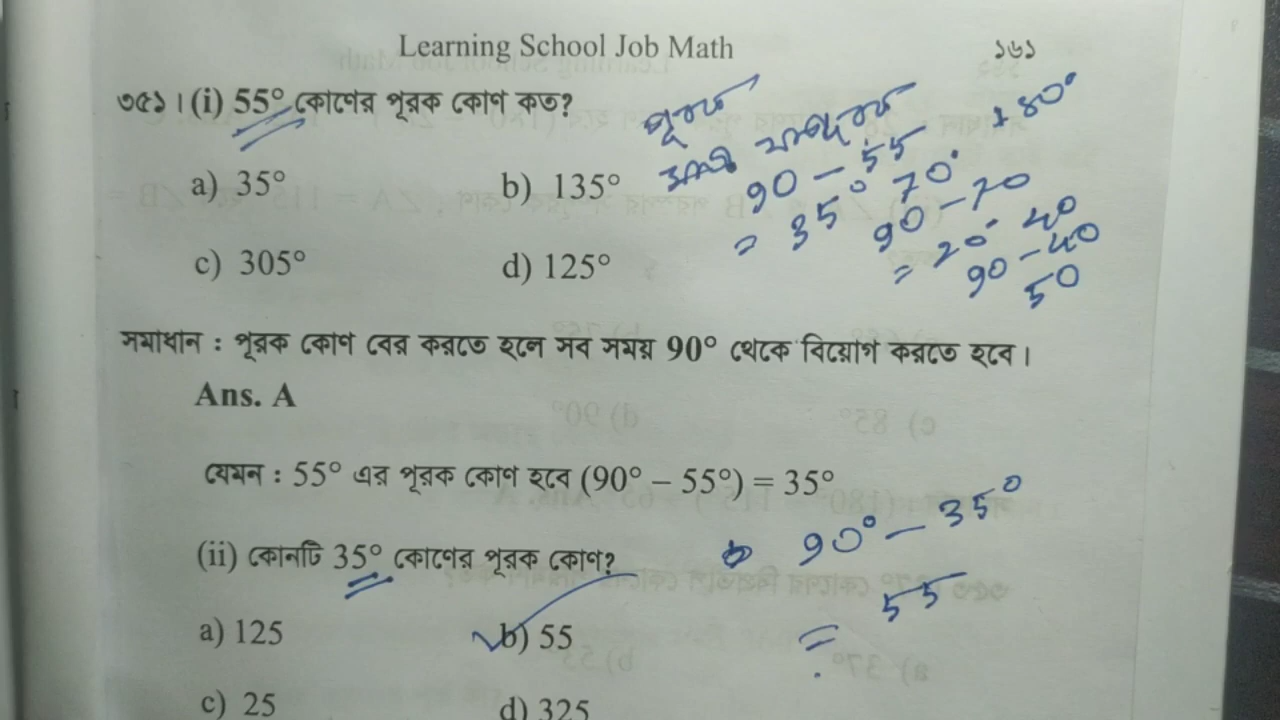 Learning School Job Math ১৬১
৩৫১। (i) 55° কোণের পূরক কোণ কত?
a) 35° b) 135°
c) 305° d) 125°
পূরক
90 – 55
= 35°
70°
90 – 70
= 20°
40
90 – 40
50
সমাধান : পূরক কোণ বের করতে হলে সব সময় 90° থেকে বিয়োগ করতে হবে।
Ans. A
যেমন : 55° এর পূরক কোণ হবে (90° – 55°) = 35°
(ii) কোনটি 35° কোণের পূরক কোণ?
90° – 35°
= 55
a) 125 b) 55
c) 25 d) 325